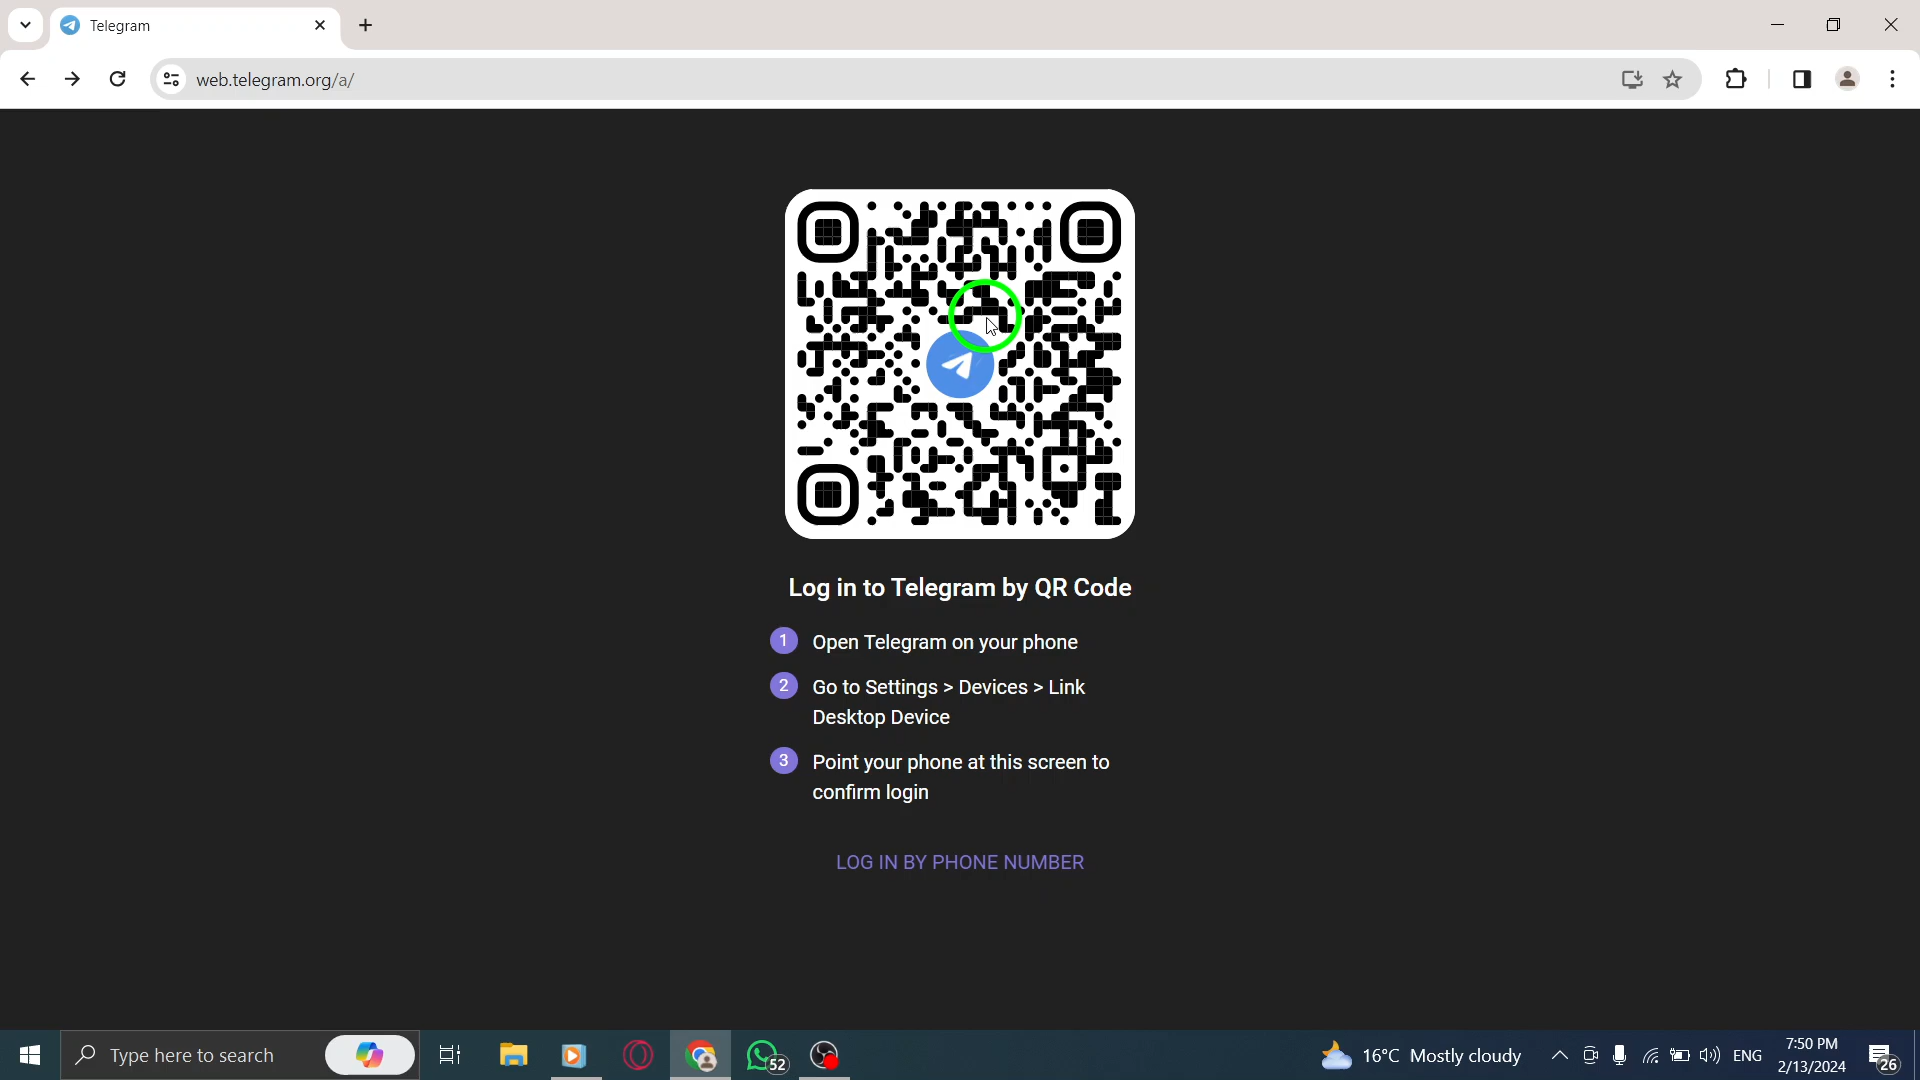 Telegram
web.telegram.org/a/
Log in to Telegram by QR Code
1 Open Telegram on your phone
2 Go to Settings > Devices > Link
Desktop Device
3 Point your phone at this screen to
confirm login
LOG IN BY PHONE NUMBER
Type here to search
52
16°C Mostly cloudy
ENG
7:50 PM
2/13/2024
26